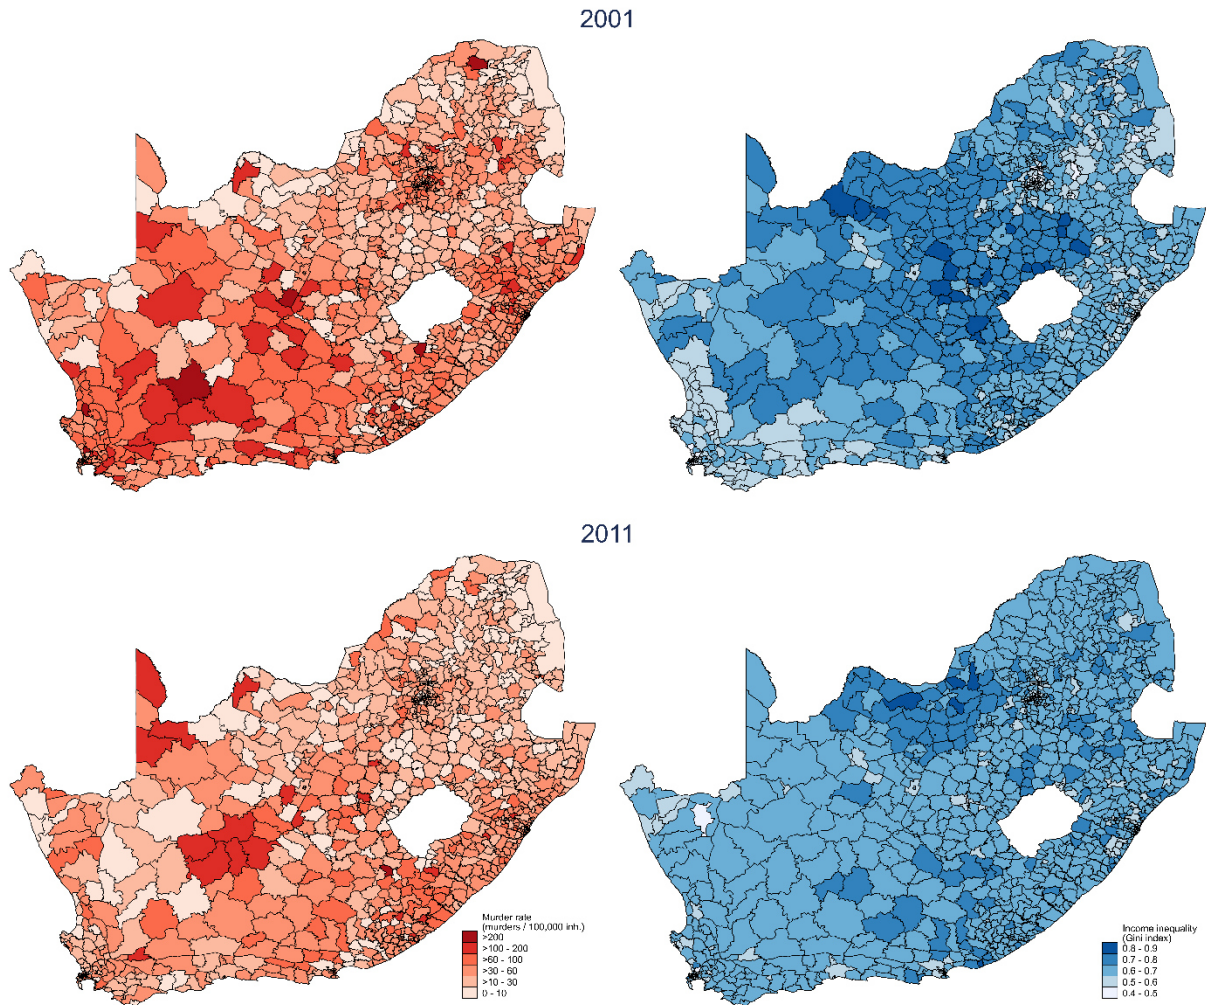 2001
2011
Murder rate
(murders / 100,000 inh.)
>200
>100 - 200
>60 - 100
>30 - 60
>10 - 30
0 - 10
Income inequality
(Gini index)
0.8 - 0.9
0.7 - 0.8
0.6 - 0.7
0.5 - 0.6
0.4 - 0.5